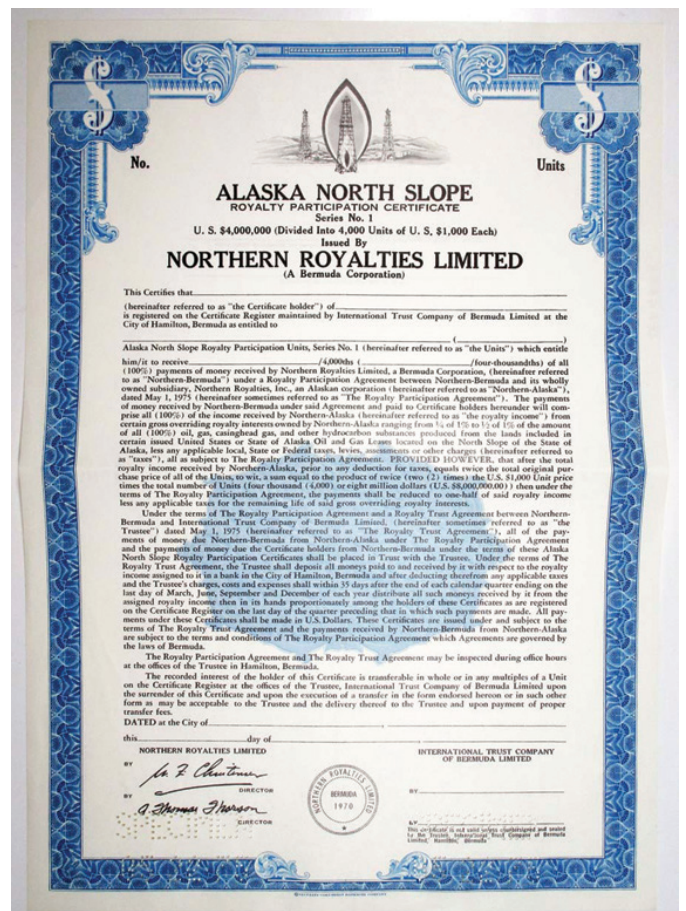 $ $
No. Units
ALASKA NORTH SLOPE
ROYALTY PARTICIPATION CERTIFICATE
Series No. 1
U. S. $4,000,000 (Divided Into 4,000 Units of U. S. $1,000 Each)
Issued By
NORTHERN ROYALTIES LIMITED
(A Bermuda Corporation)
This Certifies that
(hereinafter referred to as "the Certificate holder") of
is registered on the Certificate Register maintained by International Trust Company of Bermuda Limited at the
City of Hamilton, Bermuda as entitled to
( )
Alaska North Slope Royalty Participation Units, Series No. 1 (hereinafter referred to as "the Units") which entitle
him/it to receive /4,000ths ( /four-thousandths) of all
(100%) payments of money received by Northern Royalties Limited, a Bermuda Corporation, (hereinafter referred
to as "Northern-Bermuda") under a Royalty Participation Agreement between Northern-Bermuda and its wholly
owned subsidiary, Northern Royalties, Inc., an Alaskan corporation (hereinafter referred to as "Northern-Alaska"),
dated May 1, 1975 (hereinafter sometimes referred to as "The Royalty Participation Agreement"). The payments
of money received by Northern-Bermuda under said Agreement and paid to Certificate holders hereunder will com-
prise all (100%) of the income received by Northern-Alaska (hereinafter referred to as "the royalty income") from
certain gross overriding royalty interests owned by Northern-Alaska ranging from ¼ of 1% to ½ of 1% of the amount
of all (100%) oil, gas, casinghead gas, and other hydrocarbon substances produced from the lands included in
certain issued United States or State of Alaska Oil and Gas Leases located on the North Slope of the State of
Alaska, less any applicable local, State or Federal taxes, levies, assessments or other charges (hereinafter referred to
as "taxes"), all as subject to The Royalty Participation Agreement. PROVIDED HOWEVER, that after the total
royalty income received by Northern-Alaska, prior to any deduction for taxes, equals twice the total original pur-
chase price of all of the Units, to wit, a sum equal to the product of twice (two (2) times) the U.S. $1,000 Unit price
times the total number of Units (four thousand (4,000) or eight million dollars (U.S. $8,000,000.00) ) then under the
terms of The Royalty Participation Agreement, the payments shall be reduced to one-half of said royalty income
less any applicable taxes for the remaining life of said gross overriding royalty interests.
Under the terms of The Royalty Participation Agreement and a Royalty Trust Agreement between Northern-
Bermuda and International Trust Company of Bermuda Limited, (hereinafter sometimes referred to as "the
Trustee") dated May 1, 1975 (hereinafter sometimes referred to as "The Royalty Trust Agreement"), all of the pay-
ments of money due Northern-Bermuda from Northern-Alaska under The Royalty Participation Agreement
and the payments of money due the Certificate holders from Northern-Bermuda under the terms of these Alaska
North Slope Royalty Participation Certificates shall be placed in Trust with the Trustee. Under the terms of The
Royalty Trust Agreement, the Trustee shall deposit all moneys paid to and received by it with respect to the royalty
income assigned to it in a bank in the City of Hamilton, Bermuda and after deducting therefrom any applicable taxes
and the Trustee's charges, costs and expenses shall within 35 days after the end of each calendar quarter ending on the
last day of March, June, September and December of each year distribute all such moneys received by it from the
assigned royalty income then in its hands proportionately among the holders of these Certificates as are registered
on the Certificate Register on the last day of the quarter preceding that in which such payments are made. All pay-
ments under these Certificates shall be made in U.S. Dollars. These Certificates are issued under and subject to the
terms of The Royalty Trust Agreement and the payments received by Northern-Bermuda from Northern-Alaska
are subject to the terms and conditions of The Royalty Participation Agreement which Agreements are governed by
the laws of Bermuda.
The Royalty Participation Agreement and The Royalty Trust Agreement may be inspected during office hours
at the offices of the Trustee in Hamilton, Bermuda.
The recorded interest of the holder of this Certificate is transferable in whole or in any multiples of a Unit
on the Certificate Register at the offices of the Trustee, International Trust Company of Bermuda Limited upon
the surrender of this Certificate and upon the execution of a transfer in the form endorsed hereon or in such other
form as may be acceptable to the Trustee and the delivery thereof to the Trustee and upon payment of proper
transfer fees.
DATED at the City of
this day of
NORTHERN ROYALTIES LIMITED
BY
DIRECTOR
BY
A. Thomas
DIRECTOR
NORTHERN ROYALTIES LIMITED
BERMUDA
1970
INTERNATIONAL TRUST COMPANY
OF BERMUDA LIMITED
BY
BY
This certificate is not valid unless countersigned and sealed
by the Trustee, International Trust Company of Bermuda
Limited, Hamilton, Bermuda